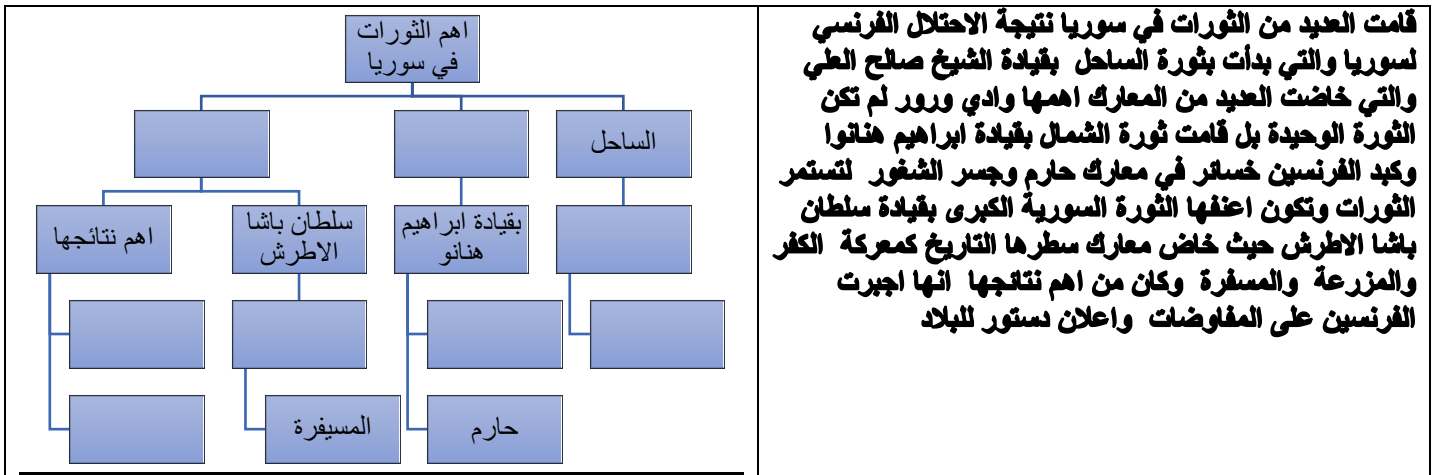 قامت العديد من الثورات في سوريا نتيجة الاحتلال الفرنسي
لسوريا والتي بدأت بثورة الساحل بقيادة الشيخ صالح العلي
والتي خاضت العديد من المعارك اهمها وادي ورور لم تكن
الثورة الوحيدة بل قامت ثورة الشمال بقيادة ابراهيم هنانوا
وكبد الفرنسين خسائر في معارك حارم وجسر الشغور لتستمر
الثورات وتكون اعنفها الثورة السورية الكبرى بقيادة سلطان
باشا الاطرش حيث خاض معارك سطرها التاريخ كمعركة الكفر
والمزرعة والمسفرة وكان من اهم نتائجها انها اجبرت
الفرنسين على المفاوضات واعلان دستور للبلاد
اهم الثورات
في سوريا
الساحل
بقيادة ابراهيم
هنانو
سلطان باشا
الاطرش
اهم نتائجها
حارم
المسيفرة